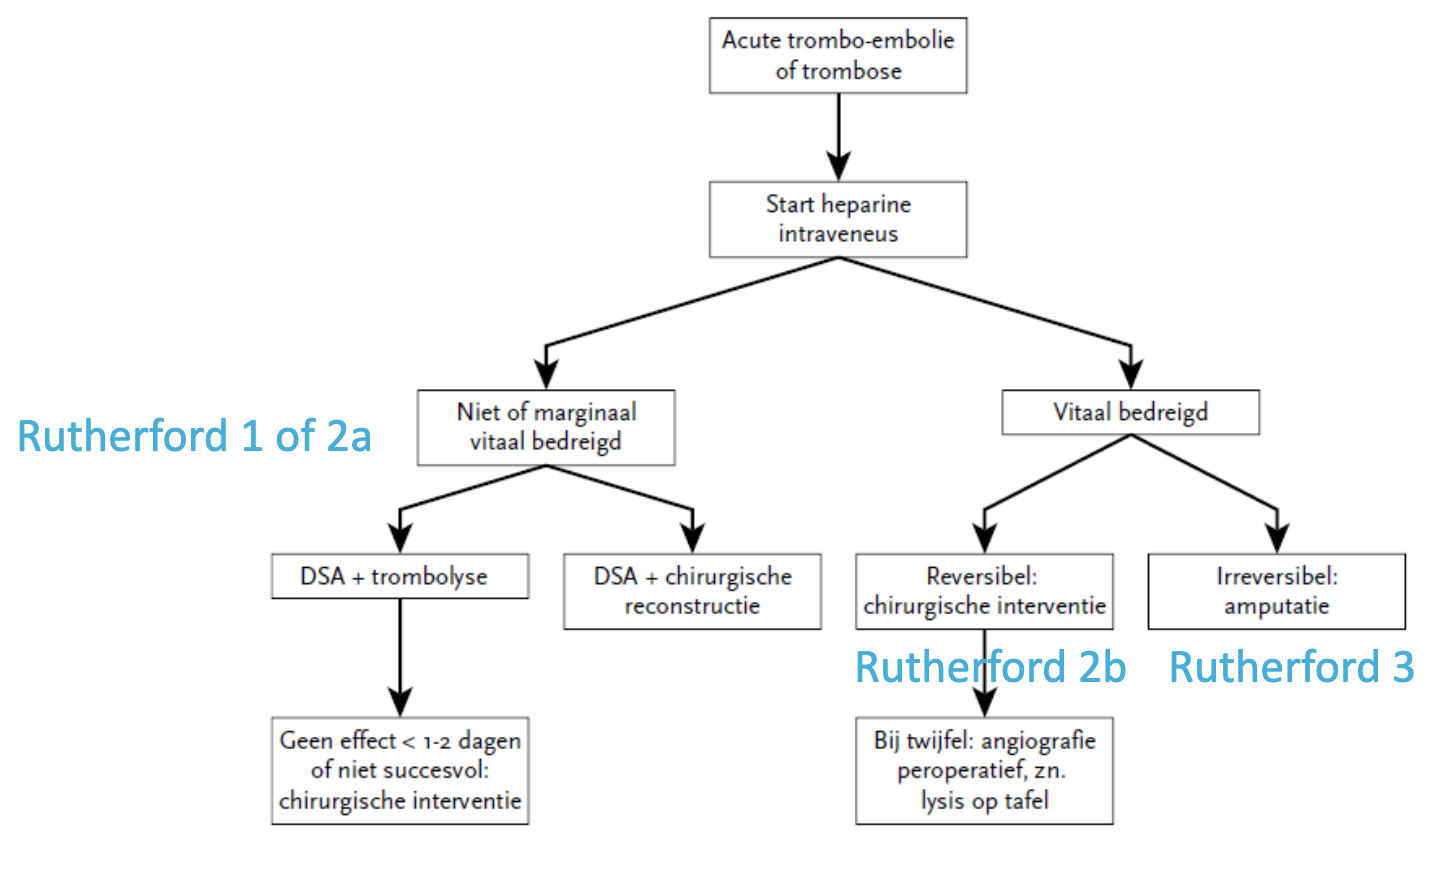 Acute trombo-embolie
of trombose
Start heparine
intraveneus
Rutherford 1 of 2a
Niet of marginaal
vitaal bedreigd
Vitaal bedreigd
DSA + trombolyse
DSA + chirurgische
reconstructie
Reversibel:
chirurgische interventie
Irreversibel:
amputatie
Rutherford 2b
Rutherford 3
Geen effect < 1-2 dagen
of niet succesvol:
chirurgische interventie
Bij twijfel: angiografie
peroperatief, zn.
lysis op tafel